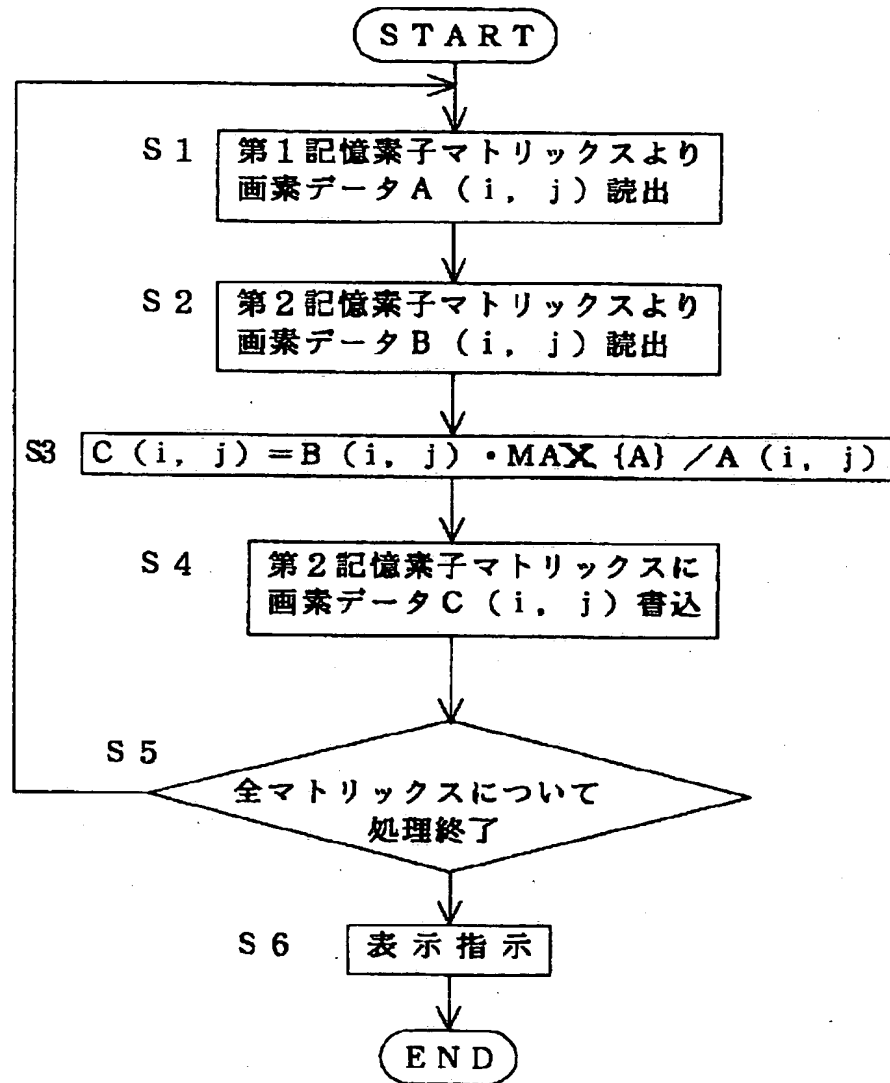 START
S1
第1記憶素子マトリックスより
画素データA(i, j)読出
S2
第2記憶素子マトリックスより
画素データB(i, j)読出
S3
C(i, j)=B(i, j)・MAX{A}/A(i, j)
S4
第2記憶素子マトリックスに
画素データC(i, j)書込
S5
全マトリックスについて
処理終了
S6
表示指示
END